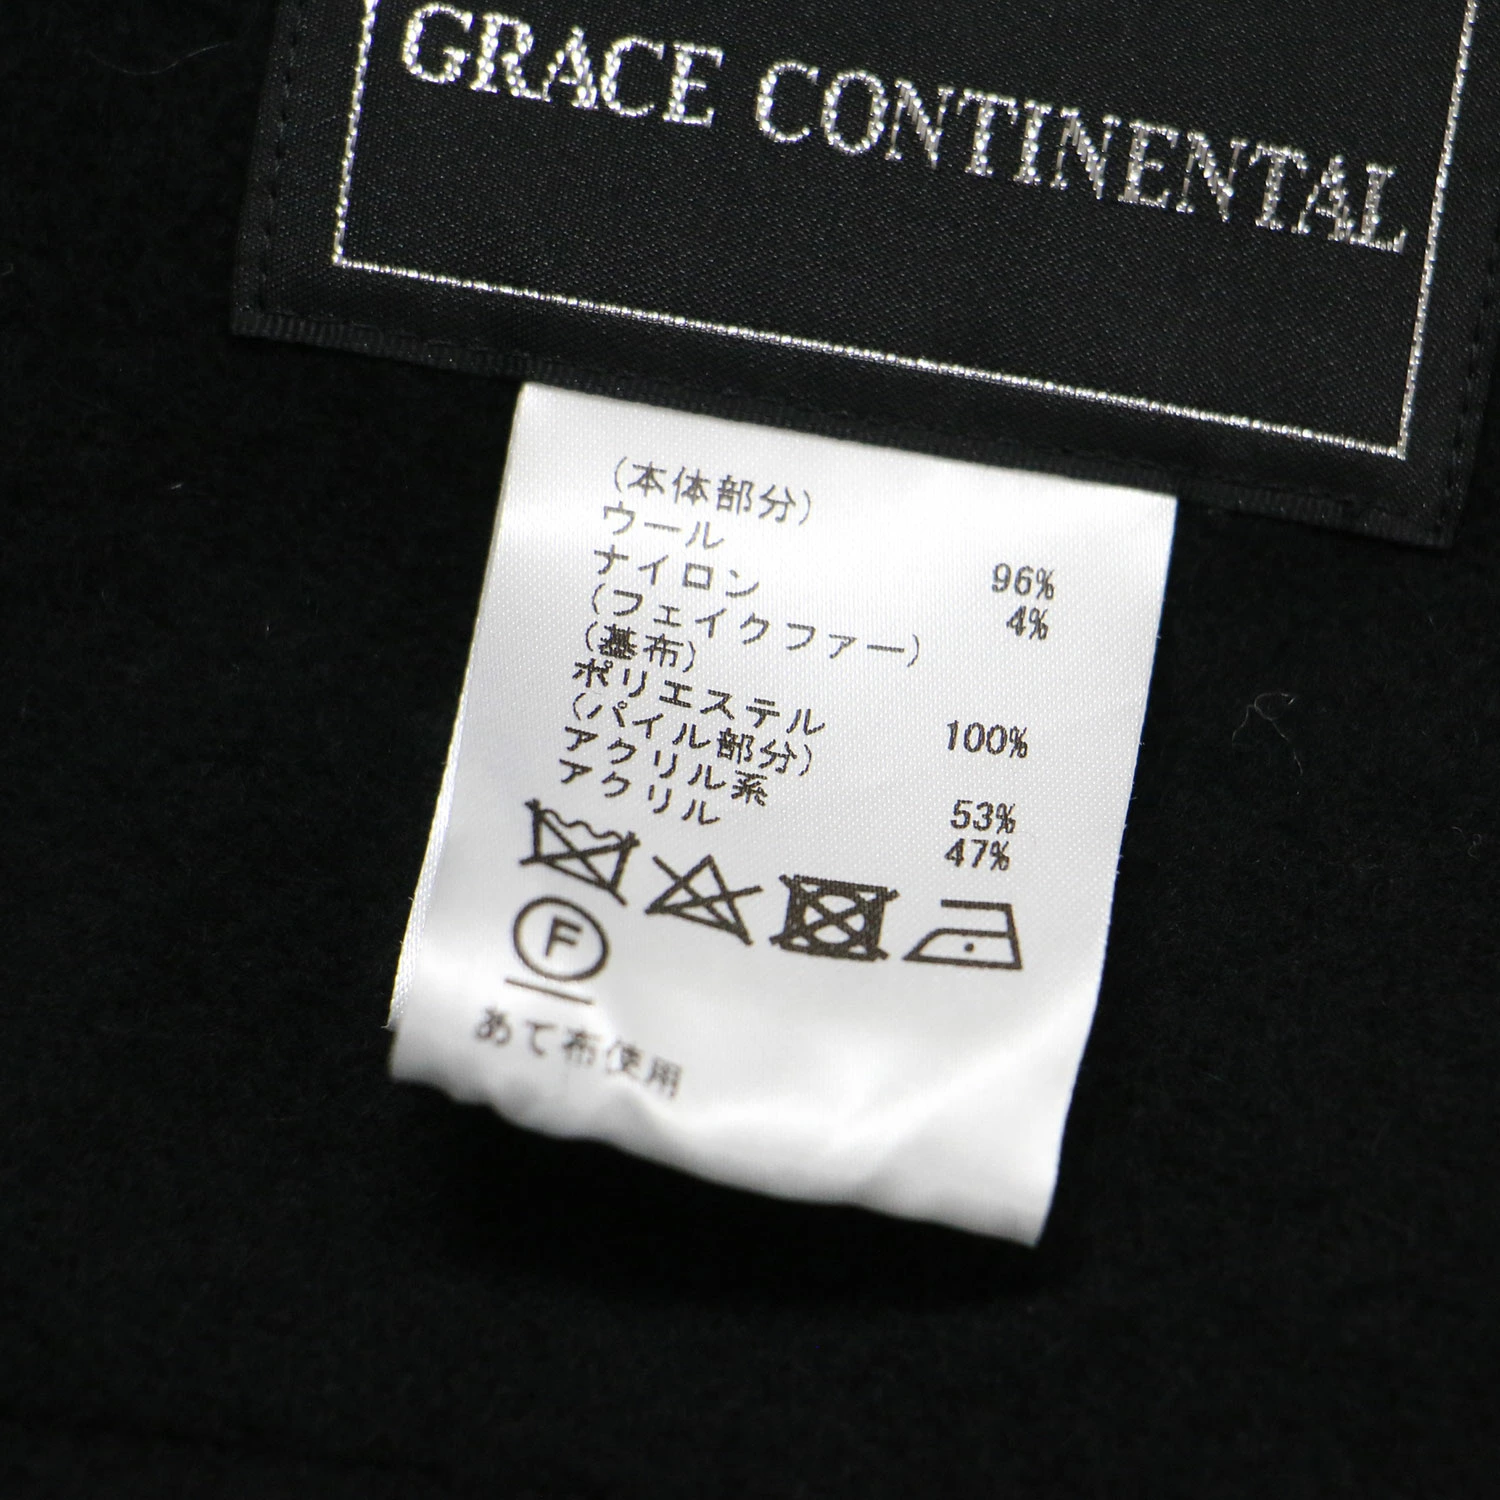 GRACE CONTINENTAL
(本体部分)
ウール 96%
ナイロン 4%
(フェイクファー)
(基布)
ポリエステル 100%
(パイル部分)
アクリル系 53%
アクリル 47%
F
あて布使用